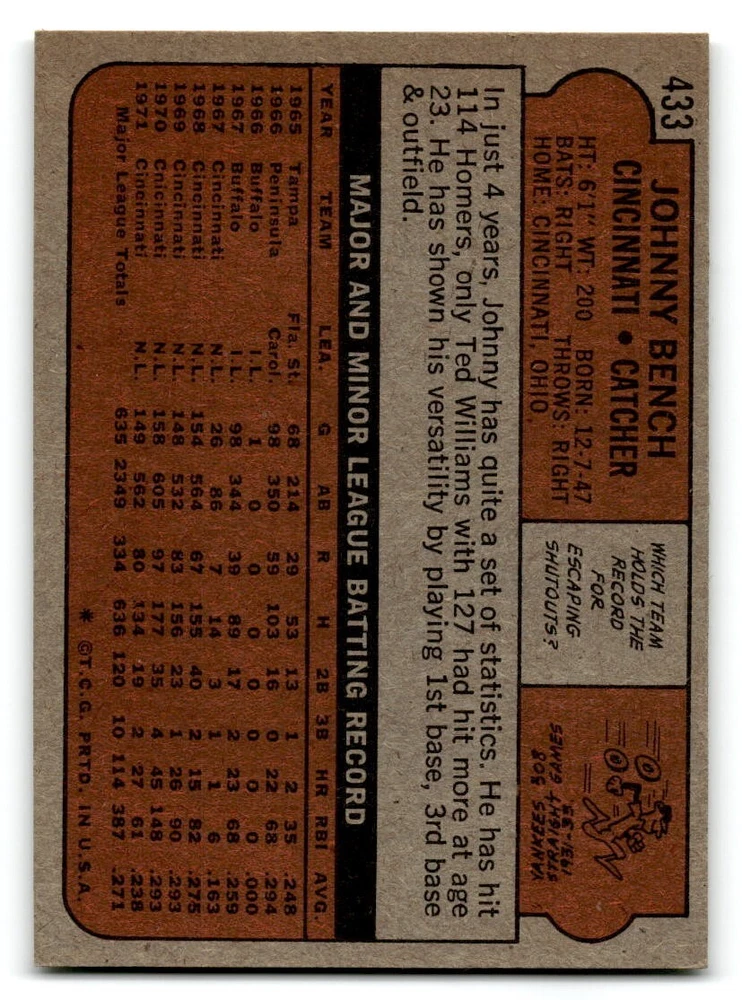 433
JOHNNY BENCH
CINCINNATI • CATCHER
HT: 6'1" WT: 200 BORN: 12-7-47
BATS: RIGHT THROWS: RIGHT
HOME: CINCINNATI, OHIO
WHICH TEAM
HOLDS THE
RECORD
FOR
ESCAPING
SHUTOUTS?
YANKEES 308
STRAIGHT GAMES
1931-33
In just 4 years, Johnny has quite a set of statistics. He has hit
114 Homers, only Ted Williams with 127 had hit more at age
23. He has shown his versatility by playing 1st base, 3rd base
& outfield.
MAJOR AND MINOR LEAGUE BATTING RECORD
YEAR TEAM LEA. G AB R H 2B 3B HR RBI AVG.
1965 Tampa Fla. St. 68 214 29 53 13 1 2 35 .248
1966 Peninsula Carol. 98 350 59 103 16 0 22 68 .294
1966 Buffalo I.L. 1 0 0 0 0 0 0 0 .000
1967 Buffalo I.L. 98 344 39 89 17 2 23 68 .259
1967 Cincinnati N.L. 26 86 7 14 3 1 1 6 .163
1968 Cincinnati N.L. 154 564 67 155 40 2 15 82 .275
1969 Cincinnati N.L. 148 532 83 156 23 1 26 90 .293
1970 Cnicinnati N.L. 158 605 97 177 35 4 45 148 .293
1971 Cincinnati N.L. 149 562 80 134 19 2 27 61 .238
Major League Totals 635 2349 334 636 120 10 114 387 .271
* ©T.C.G. PRTD. IN U.S.A.